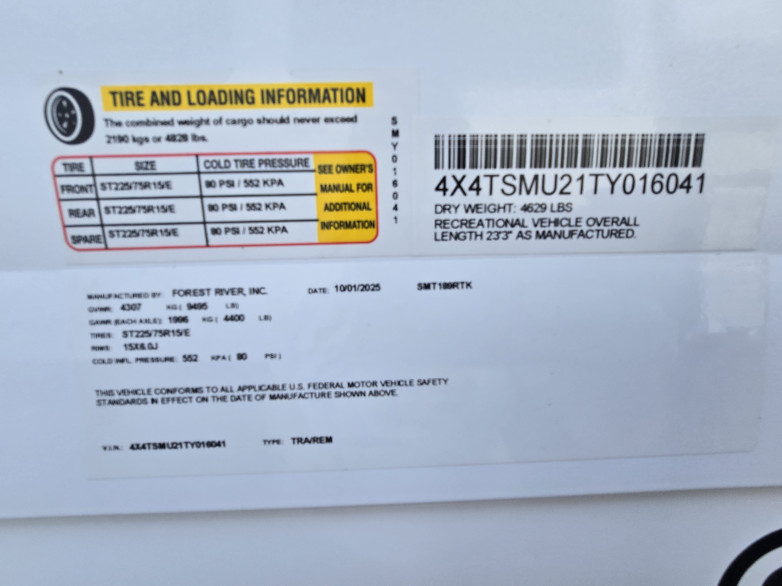 TIRE AND LOADING INFORMATION
The combined weight of cargo should never exceed
2190 kgs or 4828 lbs.
TIRE SIZE COLD TIRE PRESSURE SEE OWNER'S MANUAL FOR ADDITIONAL INFORMATION
FRONT ST225/75R15/E 80 PSI / 552 KPA
REAR ST225/75R15/E 80 PSI / 552 KPA
SPARE ST225/75R15/E 80 PSI / 552 KPA
SMY016041
4X4TSMU21TY016041
DRY WEIGHT: 4629 LBS
RECREATIONAL VEHICLE OVERALL
LENGTH 23'3" AS MANUFACTURED.
MANUFACTURED BY: FOREST RIVER, INC. DATE: 10/01/2025 SMT189RTK
GVWR: 4307 KG ( 9495 LB)
GAWR (EACH AXLE): 1996 KG ( 4400 LB)
TIRES: ST225/75R15/E
RIMS: 15X6.0J
COLD INFL. PRESSURE: 552 KPA ( 80 PSI )
THIS VEHICLE CONFORMS TO ALL APPLICABLE U.S. FEDERAL MOTOR VEHICLE SAFETY
STANDARDS IN EFFECT ON THE DATE OF MANUFACTURE SHOWN ABOVE.
V.I.N.: 4X4TSMU21TY016041 TYPE: TRA/REM